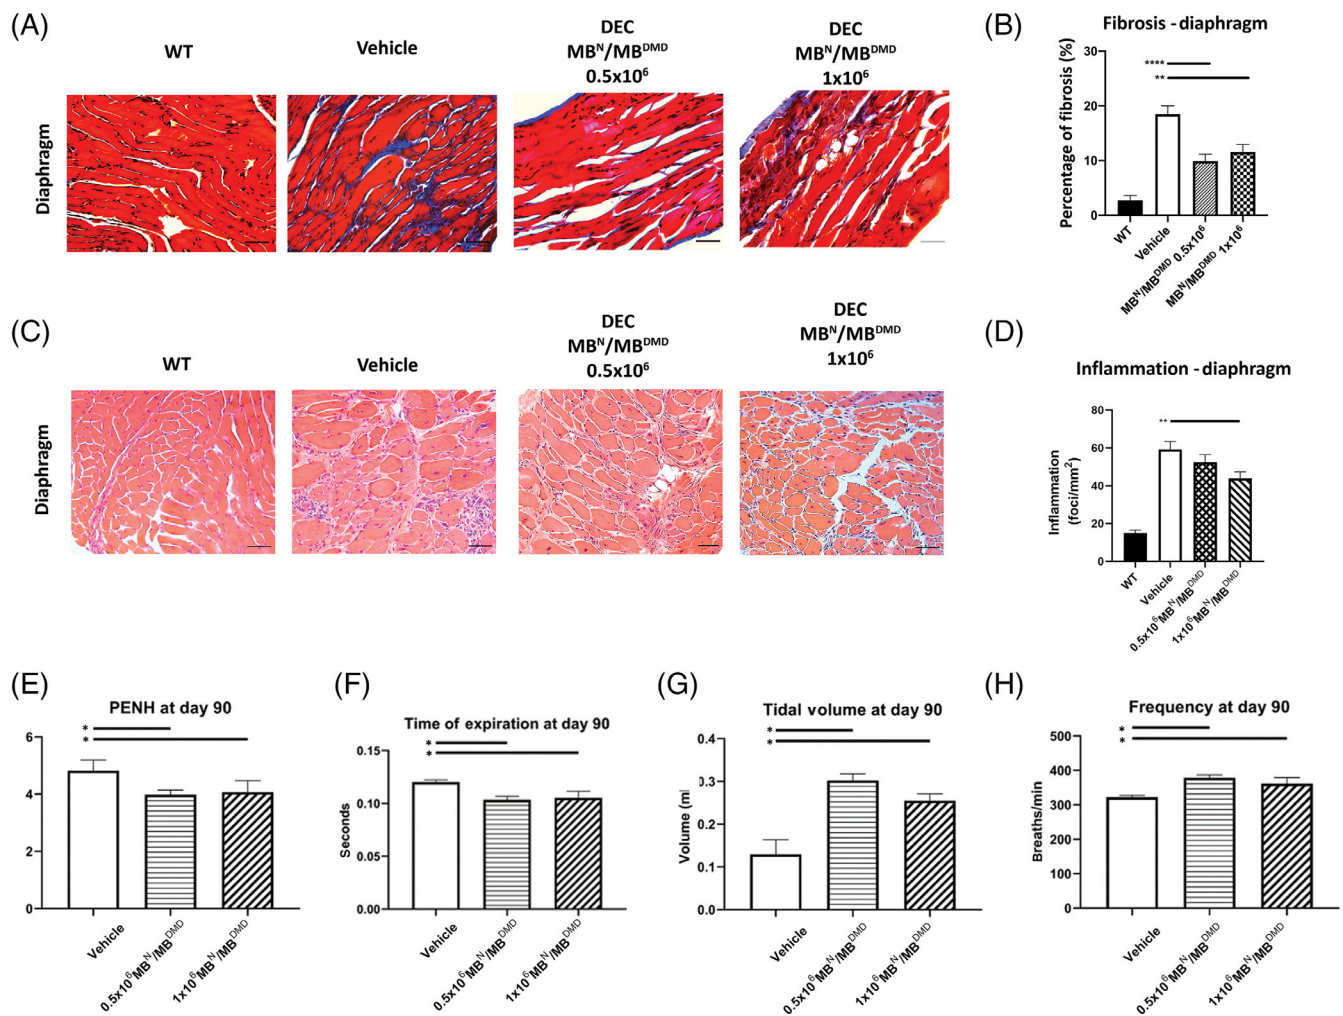 (A)
WT
Vehicle
DEC
MBᴺ/MBᴰᴹᴰ
0.5x10⁶
DEC
MBᴺ/MBᴰᴹᴰ
1x10⁶
Diaphragm
(B)
Fibrosis - diaphragm
Percentage of fibrosis (%)
30
20
10
0
****
**
WT
Vehicle
MBᴺ/MBᴰᴹᴰ 0.5x10⁶
MBᴺ/MBᴰᴹᴰ 1x10⁶
(C)
WT
Vehicle
DEC
MBᴺ/MBᴰᴹᴰ
0.5x10⁶
DEC
MBᴺ/MBᴰᴹᴰ
1x10⁶
Diaphragm
(D)
Inflammation - diaphragm
Inflammation
(foci/mm²)
80
60
40
20
0
**
WT
Vehicle
0.5x10⁶MBᴺ/MBᴰᴹᴰ
1x10⁶MBᴺ/MBᴰᴹᴰ
(E)
PENH at day 90
6
4
2
0
*
*
Vehicle
0.5x10⁶MBᴺ/MBᴰᴹᴰ
1x10⁶MBᴺ/MBᴰᴹᴰ
(F)
Time of expiration at day 90
Seconds
0.15
0.10
0.05
0.00
*
*
Vehicle
0.5x10⁶MBᴺ/MBᴰᴹᴰ
1x10⁶MBᴺ/MBᴰᴹᴰ
(G)
Tidal volume at day 90
Volume (ml
0.4
0.3
0.2
0.1
0.0
*
*
Vehicle
0.5x10⁶MBᴺ/MBᴰᴹᴰ
1x10⁶MBᴺ/MBᴰᴹᴰ
(H)
Frequency at day 90
Breaths/min
500
400
300
200
100
0
*
*
Vehicle
0.5x10⁶MBᴺ/MBᴰᴹᴰ
1x10⁶MBᴺ/MBᴰᴹᴰ